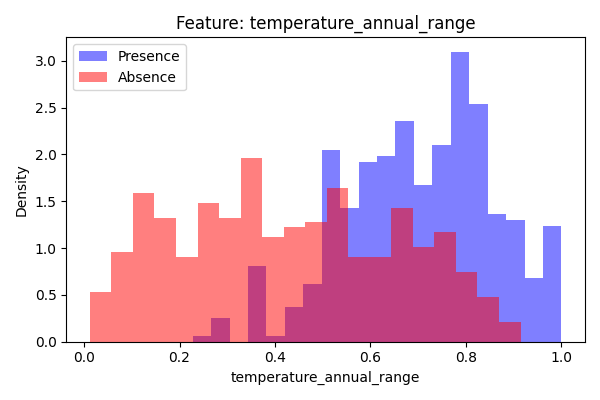 Feature: temperature_annual_range
Presence
Absence
Density
3.0
2.5
2.0
1.5
1.0
0.5
0.0
0.0 0.2 0.4 0.6 0.8 1.0
temperature_annual_range